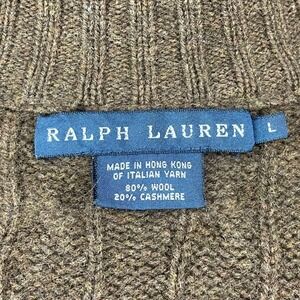 RALPH LAUREN L
MADE IN HONG KONG
OF ITALIAN YARN
80% WOOL
20% CASHMERE